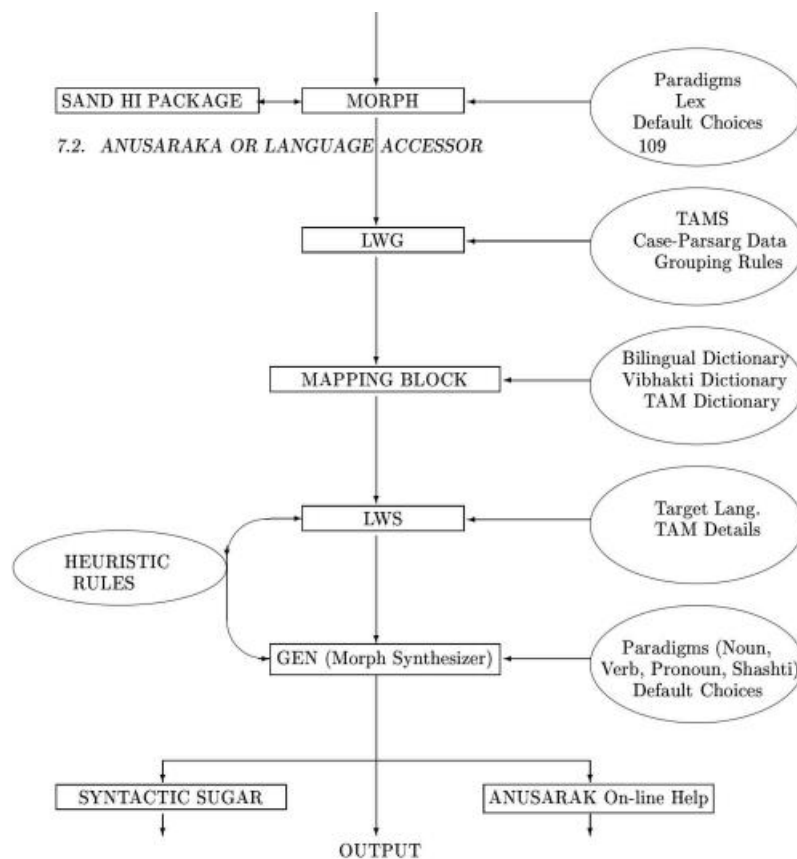 SAND HI PACKAGE
MORPH
Paradigms
Lex
Default Choices
109
7.2. ANUSARAKA OR LANGUAGE ACCESSOR
LWG
TAMS
Case-Parsarg Data
Grouping Rules
MAPPING BLOCK
Bilingual Dictionary
Vibhakti Dictionary
TAM Dictionary
LWS
Target Lang.
TAM Details
HEURISTIC
RULES
GEN (Morph Synthesizer)
Paradigms (Noun,
Verb, Pronoun, Shashti)
Default Choices
SYNTACTIC SUGAR
ANUSARAK On-line Help
OUTPUT